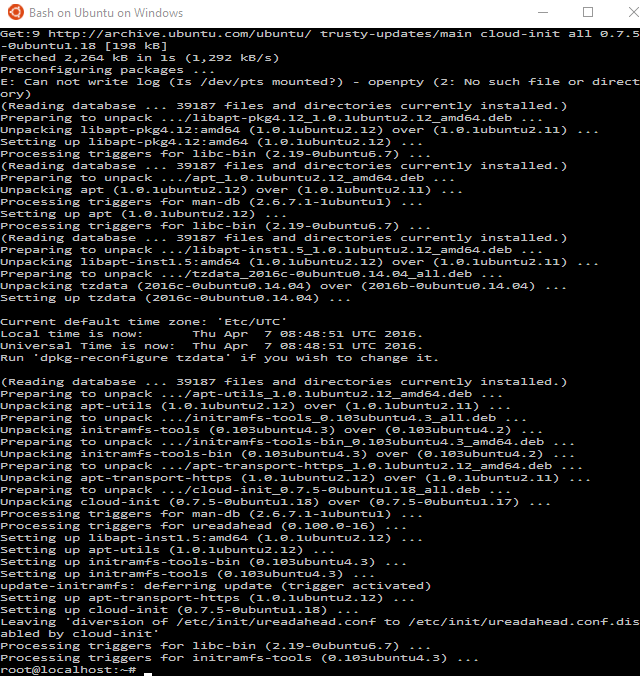 Bash on Ubuntu on Windows
Get:9 http://archive.ubuntu.com/ubuntu/ trusty-updates/main cloud-init all 0.7.5
-0ubuntu1.18 [198 kB]
Fetched 2,264 kB in 1s (1,292 kB/s)
Preconfiguring packages ...
E: Can not write log (Is /dev/pts mounted?) - openpty (2: No such file or direct
ory)
(Reading database ... 39187 files and directories currently installed.)
Preparing to unpack .../libapt-pkg4.12_1.0.1ubuntu2.12_amd64.deb ...
Unpacking libapt-pkg4.12:amd64 (1.0.1ubuntu2.12) over (1.0.1ubuntu2.11) ...
Setting up libapt-pkg4.12:amd64 (1.0.1ubuntu2.12) ...
Processing triggers for libc-bin (2.19-0ubuntu6.7) ...
(Reading database ... 39187 files and directories currently installed.)
Preparing to unpack .../apt_1.0.1ubuntu2.12_amd64.deb ...
Unpacking apt (1.0.1ubuntu2.12) over (1.0.1ubuntu2.11) ...
Processing triggers for man-db (2.6.7.1-1ubuntu1) ...
Setting up apt (1.0.1ubuntu2.12) ...
Processing triggers for libc-bin (2.19-0ubuntu6.7) ...
(Reading database ... 39187 files and directories currently installed.)
Preparing to unpack .../libapt-inst1.5_1.0.1ubuntu2.12_amd64.deb ...
Unpacking libapt-inst1.5:amd64 (1.0.1ubuntu2.12) over (1.0.1ubuntu2.11) ...
Preparing to unpack .../tzdata_2016c-0ubuntu0.14.04_all.deb ...
Unpacking tzdata (2016c-0ubuntu0.14.04) over (2016b-0ubuntu0.14.04) ...
Setting up tzdata (2016c-0ubuntu0.14.04) ...
Current default time zone: 'Etc/UTC'
Local time is now:      Thu Apr  7 08:48:51 UTC 2016.
Universal Time is now:  Thu Apr  7 08:48:51 UTC 2016.
Run 'dpkg-reconfigure tzdata' if you wish to change it.
(Reading database ... 39187 files and directories currently installed.)
Preparing to unpack .../apt-utils_1.0.1ubuntu2.12_amd64.deb ...
Unpacking apt-utils (1.0.1ubuntu2.12) over (1.0.1ubuntu2.11) ...
Preparing to unpack .../initramfs-tools_0.103ubuntu4.3_all.deb ...
Unpacking initramfs-tools (0.103ubuntu4.3) over (0.103ubuntu4.2) ...
Preparing to unpack .../initramfs-tools-bin_0.103ubuntu4.3_amd64.deb ...
Unpacking initramfs-tools-bin (0.103ubuntu4.3) over (0.103ubuntu4.2) ...
Preparing to unpack .../apt-transport-https_1.0.1ubuntu2.12_amd64.deb ...
Unpacking apt-transport-https (1.0.1ubuntu2.12) over (1.0.1ubuntu2.11) ...
Preparing to unpack .../cloud-init_0.7.5-0ubuntu1.18_all.deb ...
Unpacking cloud-init (0.7.5-0ubuntu1.18) over (0.7.5-0ubuntu1.17) ...
Processing triggers for man-db (2.6.7.1-1ubuntu1) ...
Processing triggers for ureadahead (0.100.0-16) ...
Setting up libapt-inst1.5:amd64 (1.0.1ubuntu2.12) ...
Setting up apt-utils (1.0.1ubuntu2.12) ...
Setting up initramfs-tools-bin (0.103ubuntu4.3) ...
Setting up initramfs-tools (0.103ubuntu4.3) ...
update-initramfs: deferring update (trigger activated)
Setting up apt-transport-https (1.0.1ubuntu2.12) ...
Setting up cloud-init (0.7.5-0ubuntu1.18) ...
Leaving 'diversion of /etc/init/ureadahead.conf to /etc/init/ureadahead.conf.dis
abled by cloud-init'
Processing triggers for libc-bin (2.19-0ubuntu6.7) ...
Processing triggers for initramfs-tools (0.103ubuntu4.3) ...
root@localhost:~#